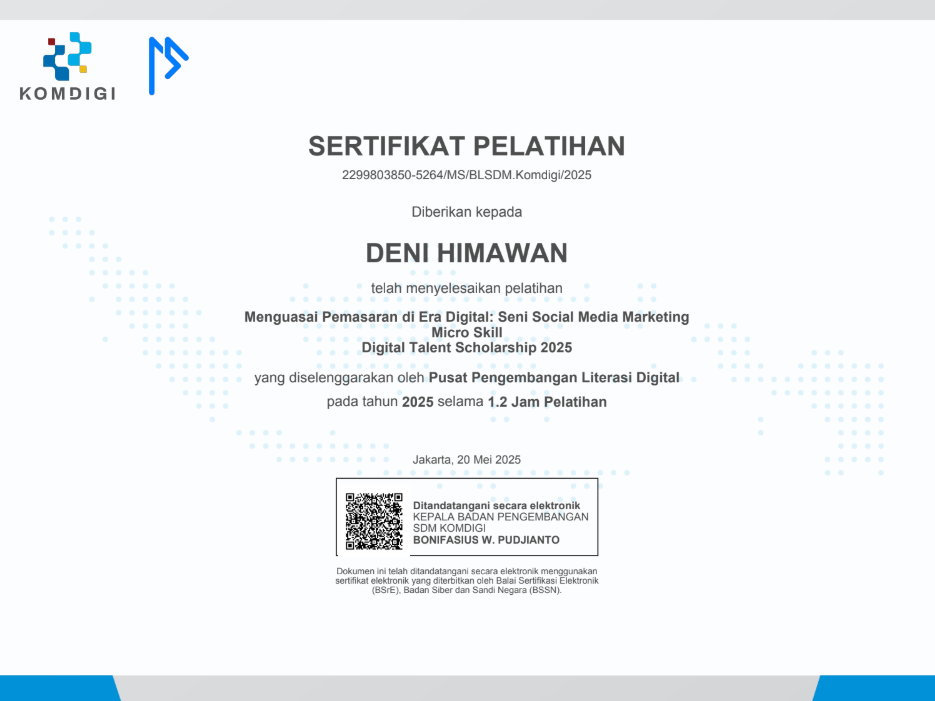 KOMDIGI
SERTIFIKAT PELATIHAN
2299803850-5264/MS/BLSDM.Komdigi/2025
Diberikan kepada
DENI HIMAWAN
telah menyelesaikan pelatihan
Menguasai Pemasaran di Era Digital: Seni Social Media Marketing
Micro Skill
Digital Talent Scholarship 2025
yang diselenggarakan oleh Pusat Pengembangan Literasi Digital
pada tahun 2025 selama 1.2 Jam Pelatihan
Jakarta, 20 Mei 2025
Ditandatangani secara elektronik
KEPALA BADAN PENGEMBANGAN
SDM KOMDIGI
BONIFASIUS W. PUDJIANTO
Dokumen ini telah ditandatangani secara elektronik menggunakan
sertifikat elektronik yang diterbitkan oleh Balai Sertifikasi Elektronik
(BSrE), Badan Siber dan Sandi Negara (BSSN).